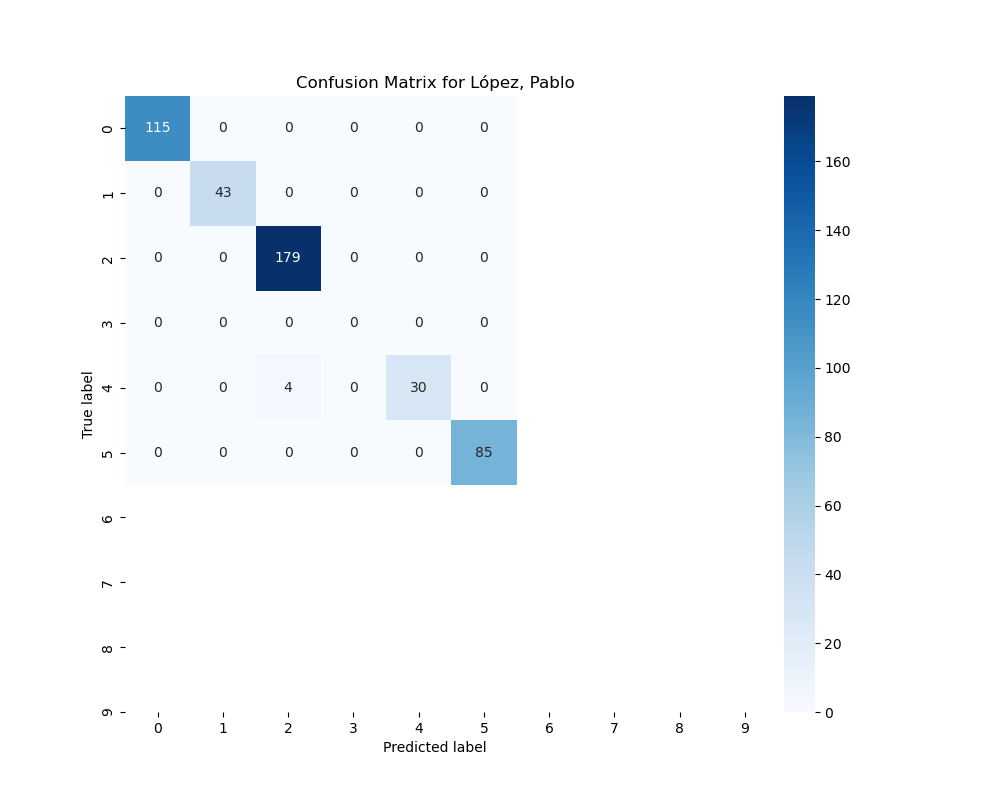 Confusion Matrix for López, Pablo
0 115 0 0 0 0 0
1 0 43 0 0 0 0
2 0 0 179 0 0 0
3 0 0 0 0 0 0
4 0 0 4 0 30 0
5 0 0 0 0 0 85
6
7
8
9
True label
0 1 2 3 4 5 6 7 8 9
Predicted label
160
140
120
100
80
60
40
20
0